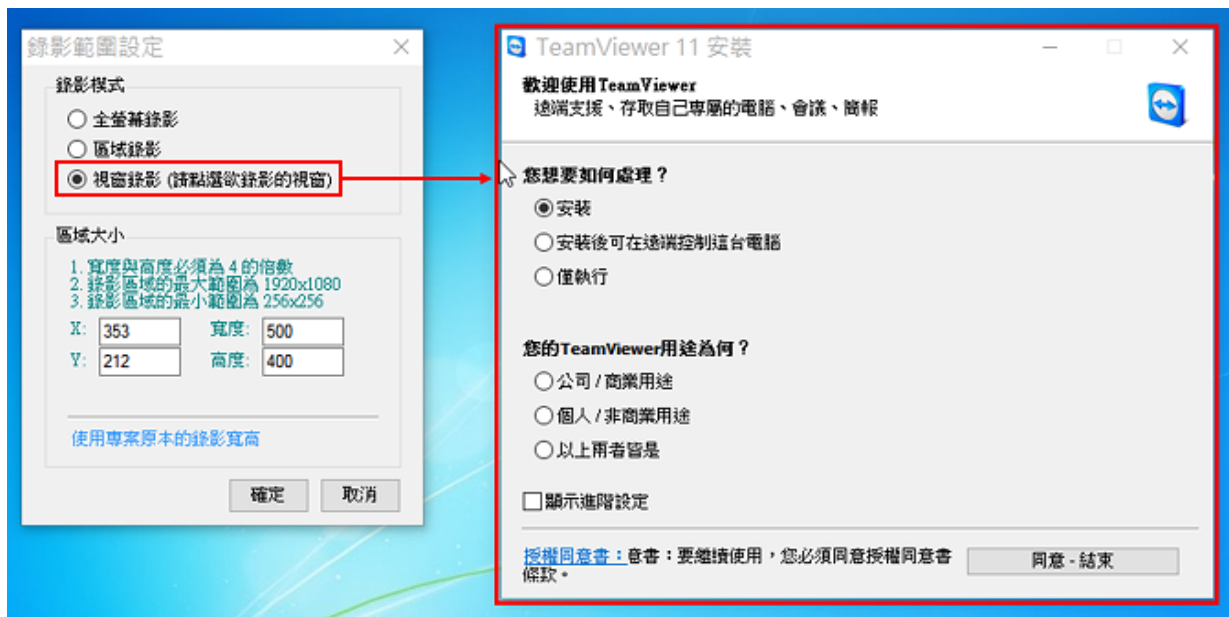 錄影範圍設定
錄影模式
全螢幕錄影
區域錄影
視窗錄影 (請點選欲錄影的視窗)
區域大小
1. 寬度與高度必須為 4 的倍數
2. 錄影區域的最大範圍為 1920x1080
3. 錄影區域的最小範圍為 256x256
X: 353 寬度: 500
Y: 212 高度: 400
使用專案原本的錄影寬高
確定 取消
TeamViewer 11 安裝
歡迎使用TeamViewer
遠端支援、存取自己專屬的電腦、會議、簡報
您想要如何處理？
安裝
安裝後可在遠端控制這台電腦
僅執行
您的TeamViewer用途為何？
公司 / 商業用途
個人 / 非商業用途
以上兩者皆是
顯示進階設定
授權同意書：意書：要繼續使用，您必須同意授權同意書
條款。
同意 - 結束